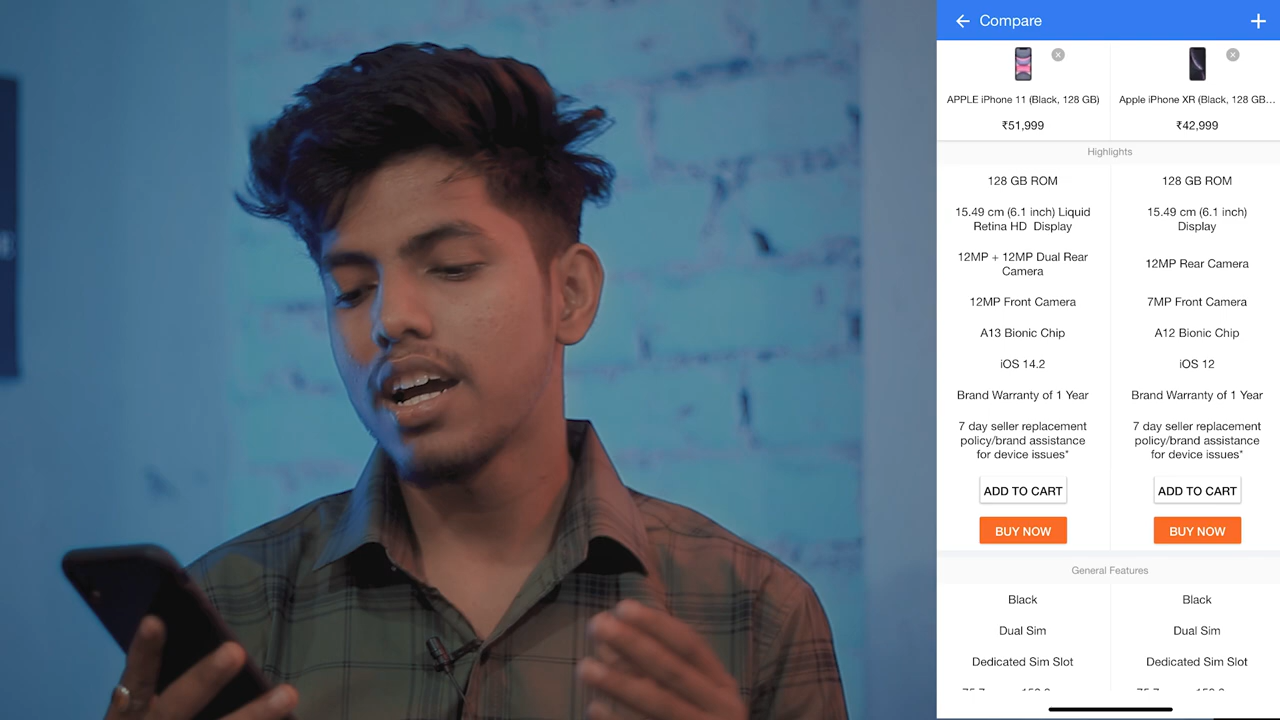 Compare
APPLE iPhone 11 (Black, 128 GB)
₹51,999
Apple iPhone XR (Black, 128 GB...
₹42,999
Highlights
128 GB ROM
128 GB ROM
15.49 cm (6.1 inch) Liquid
Retina HD Display
15.49 cm (6.1 inch)
Display
12MP + 12MP Dual Rear
Camera
12MP Rear Camera
12MP Front Camera
7MP Front Camera
A13 Bionic Chip
A12 Bionic Chip
iOS 14.2
iOS 12
Brand Warranty of 1 Year
Brand Warranty of 1 Year
7 day seller replacement
policy/brand assistance
for device issues*
7 day seller replacement
policy/brand assistance
for device issues*
ADD TO CART
ADD TO CART
BUY NOW
BUY NOW
General Features
Black
Black
Dual Sim
Dual Sim
Dedicated Sim Slot
Dedicated Sim Slot